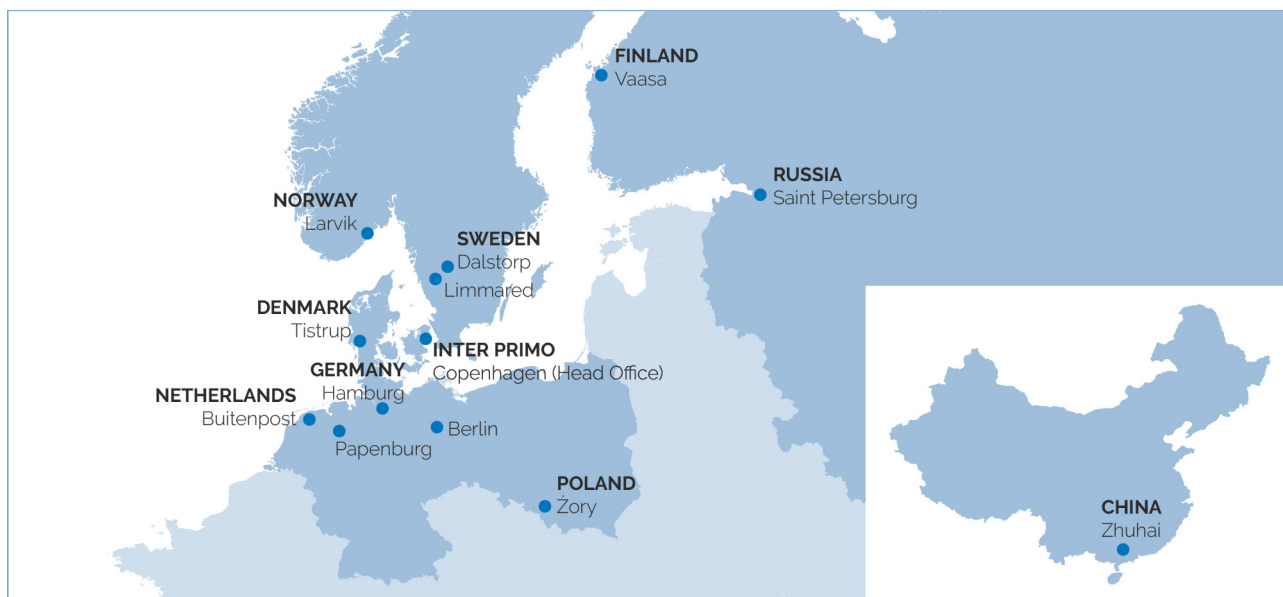 FINLAND
Vaasa
RUSSIA
Saint Petersburg
NORWAY
Larvik
SWEDEN
Dalstorp
Limmared
DENMARK
Tistrup
INTER PRIMO
Copenhagen (Head Office)
GERMANY
Hamburg
NETHERLANDS
Buitenpost
Papenburg
Berlin
POLAND
Żory
CHINA
Zhuhai